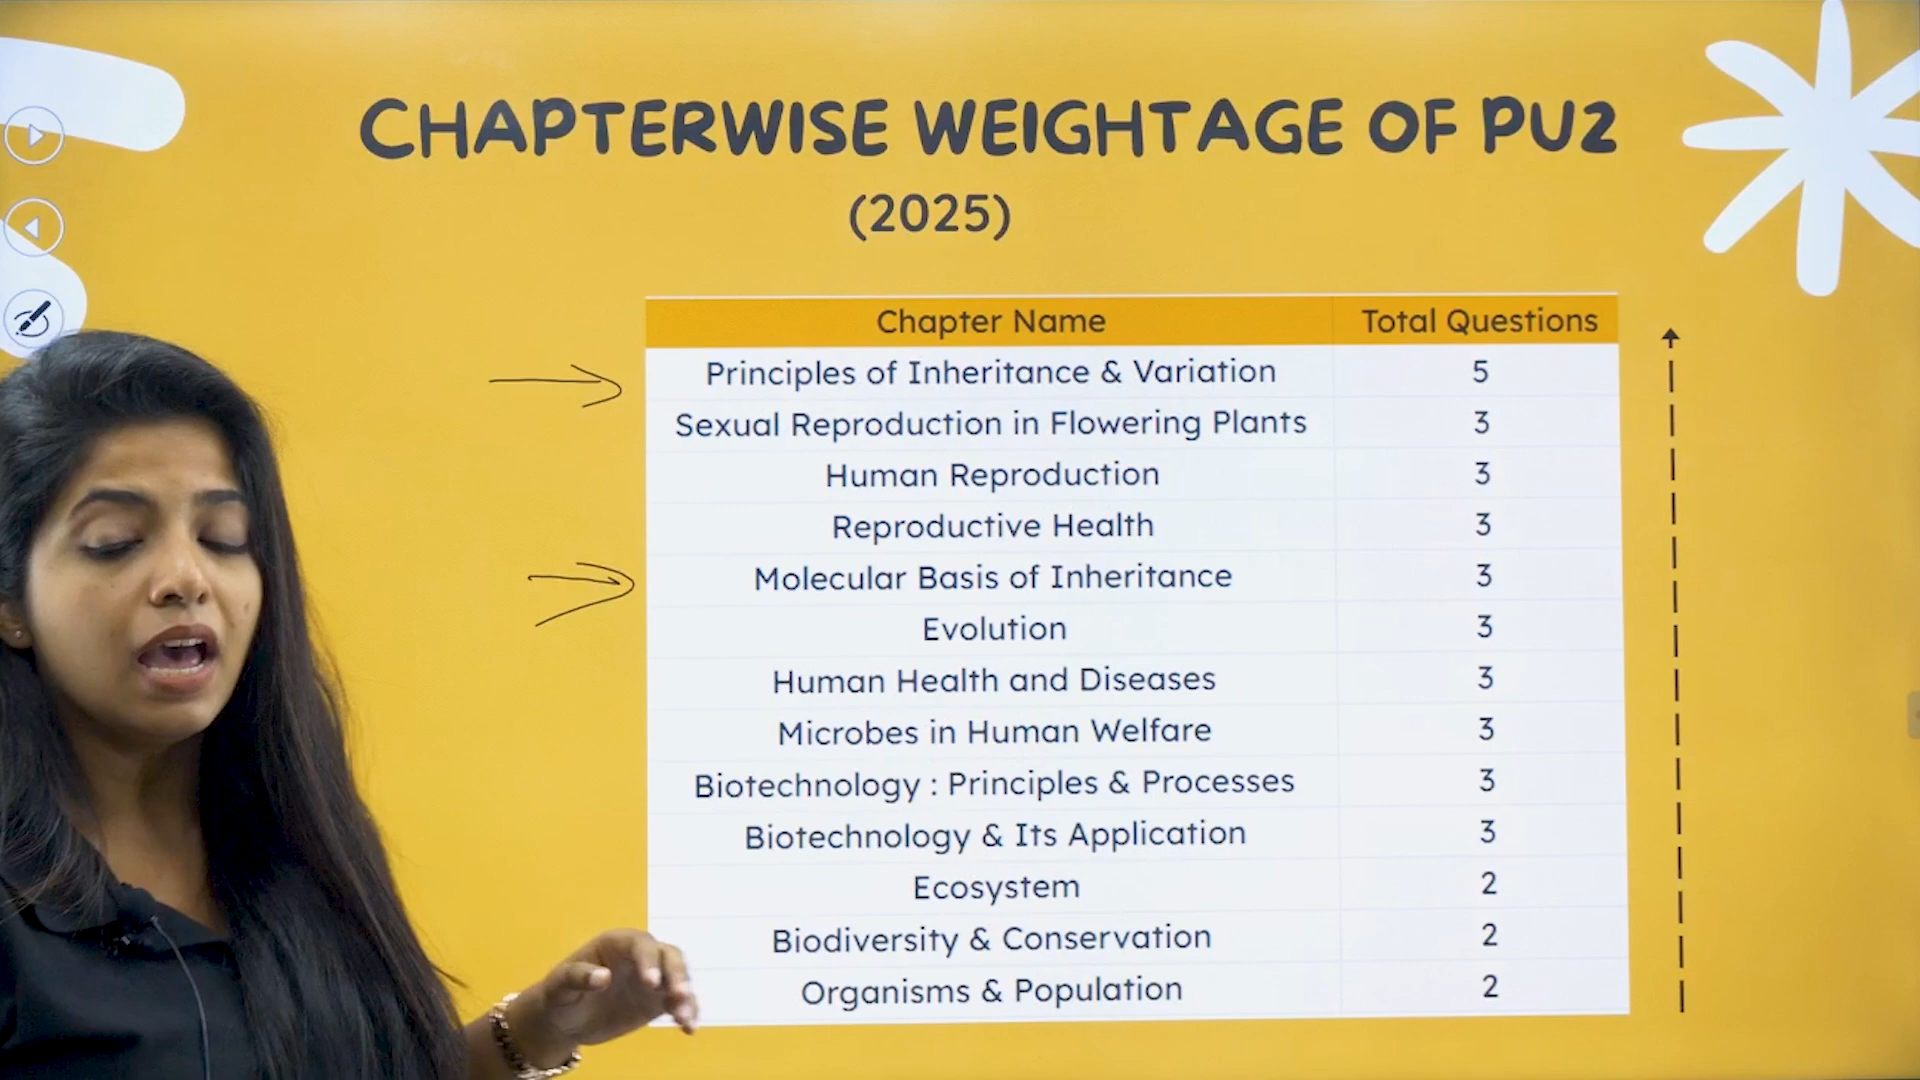 CHAPTERWISE WEIGHTAGE OF PU2
(2025)
Chapter Name Total Questions
Principles of Inheritance & Variation 5
Sexual Reproduction in Flowering Plants 3
Human Reproduction 3
Reproductive Health 3
Molecular Basis of Inheritance 3
Evolution 3
Human Health and Diseases 3
Microbes in Human Welfare 3
Biotechnology : Principles & Processes 3
Biotechnology & Its Application 3
Ecosystem 2
Biodiversity & Conservation 2
Organisms & Population 2